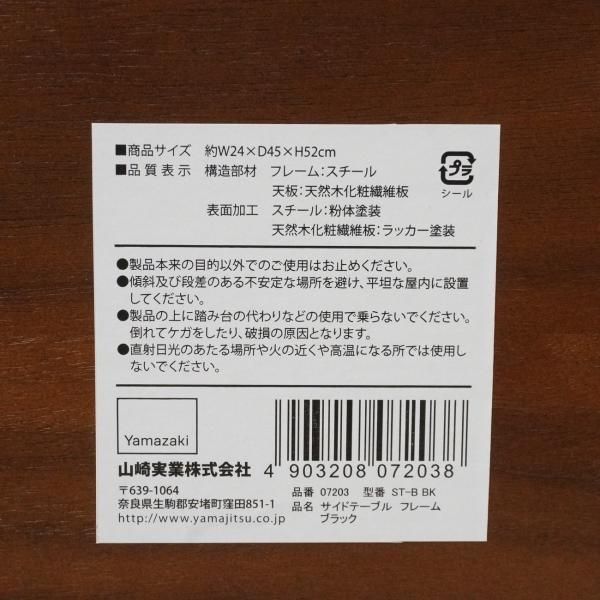 ■商品サイズ 約W24×D45×H52cm
■品質表示 構造部材 フレーム:スチール
天板:天然木化粧繊維板
表面加工 スチール:粉体塗装
天然木化粧繊維板:ラッカー塗装
プラ
シール
●製品本来の目的以外でのご使用はお止めください。
●傾斜及び段差のある不安定な場所を避け、平坦な屋内に設置
してください。
●製品の上に踏み台の代わりなどの使用で乗らないでください。
倒れてケガをしたり、破損の原因となります。
●直射日光のあたる場所や火の近くや高温になる所では使用し
ないでください。
Yamazaki
山崎実業株式会社
〒639-1064
奈良県生駒郡安堵町窪田851-1
http://www.yamajitsu.co.jp
4 903208 072038
品番 07203 型番 ST-B BK
品名 サイドテーブル フレーム
ブラック